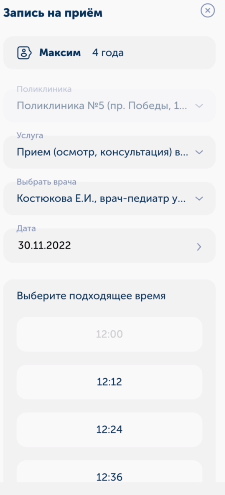 Запись на приём
Максим 4 года
Поликлиника
Поликлиника №5 (пр. Победы, 1...
Услуга
Прием (осмотр, консультация) в...
Выбрать врача
Костюкова Е.И., врач-педиатр у...
Дата
30.11.2022
Выберите подходящее время
12:00
12:12
12:24
12:36